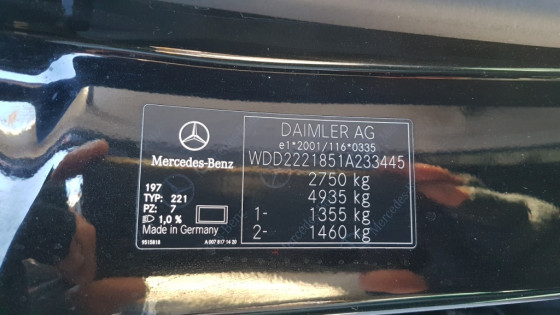 DAIMLER AG
e1*2001/116*0335
WDD2221851A233445
2750 kg
4935 kg
1- 1355 kg
2- 1460 kg
Mercedes-Benz
197
TYP: 221
PZ: 7
1,0 %
Made in Germany
9515818
A 007 817 14 20